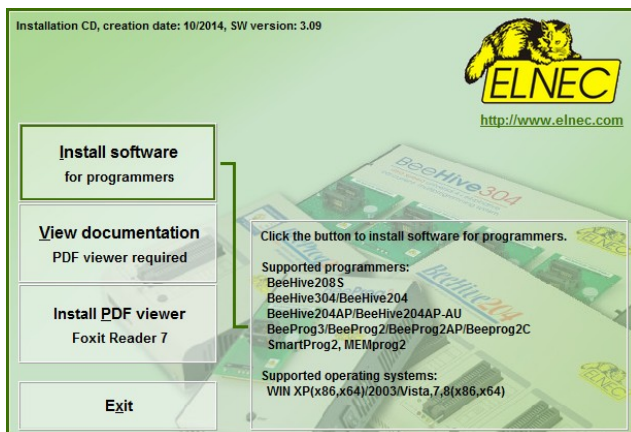 Installation CD, creation date: 10/2014, SW version: 3.09
ELNEC
http://www.elnec.com
Install software
for programmers
View documentation
PDF viewer required
Install PDF viewer
Foxit Reader 7
Exit
BeeHive304
BeeHive204
Click the button to install software for programmers.
Supported programmers:
BeeHive208S
BeeHive304/BeeHive204
BeeHive204AP/BeeHive204AP-AU
BeeProg3/BeeProg2/BeeProg2AP/Beeprog2C
SmartProg2, MEMprog2
Supported operating systems:
WIN XP(x86,x64)/2003/Vista,7,8(x86,x64)
ELNEC